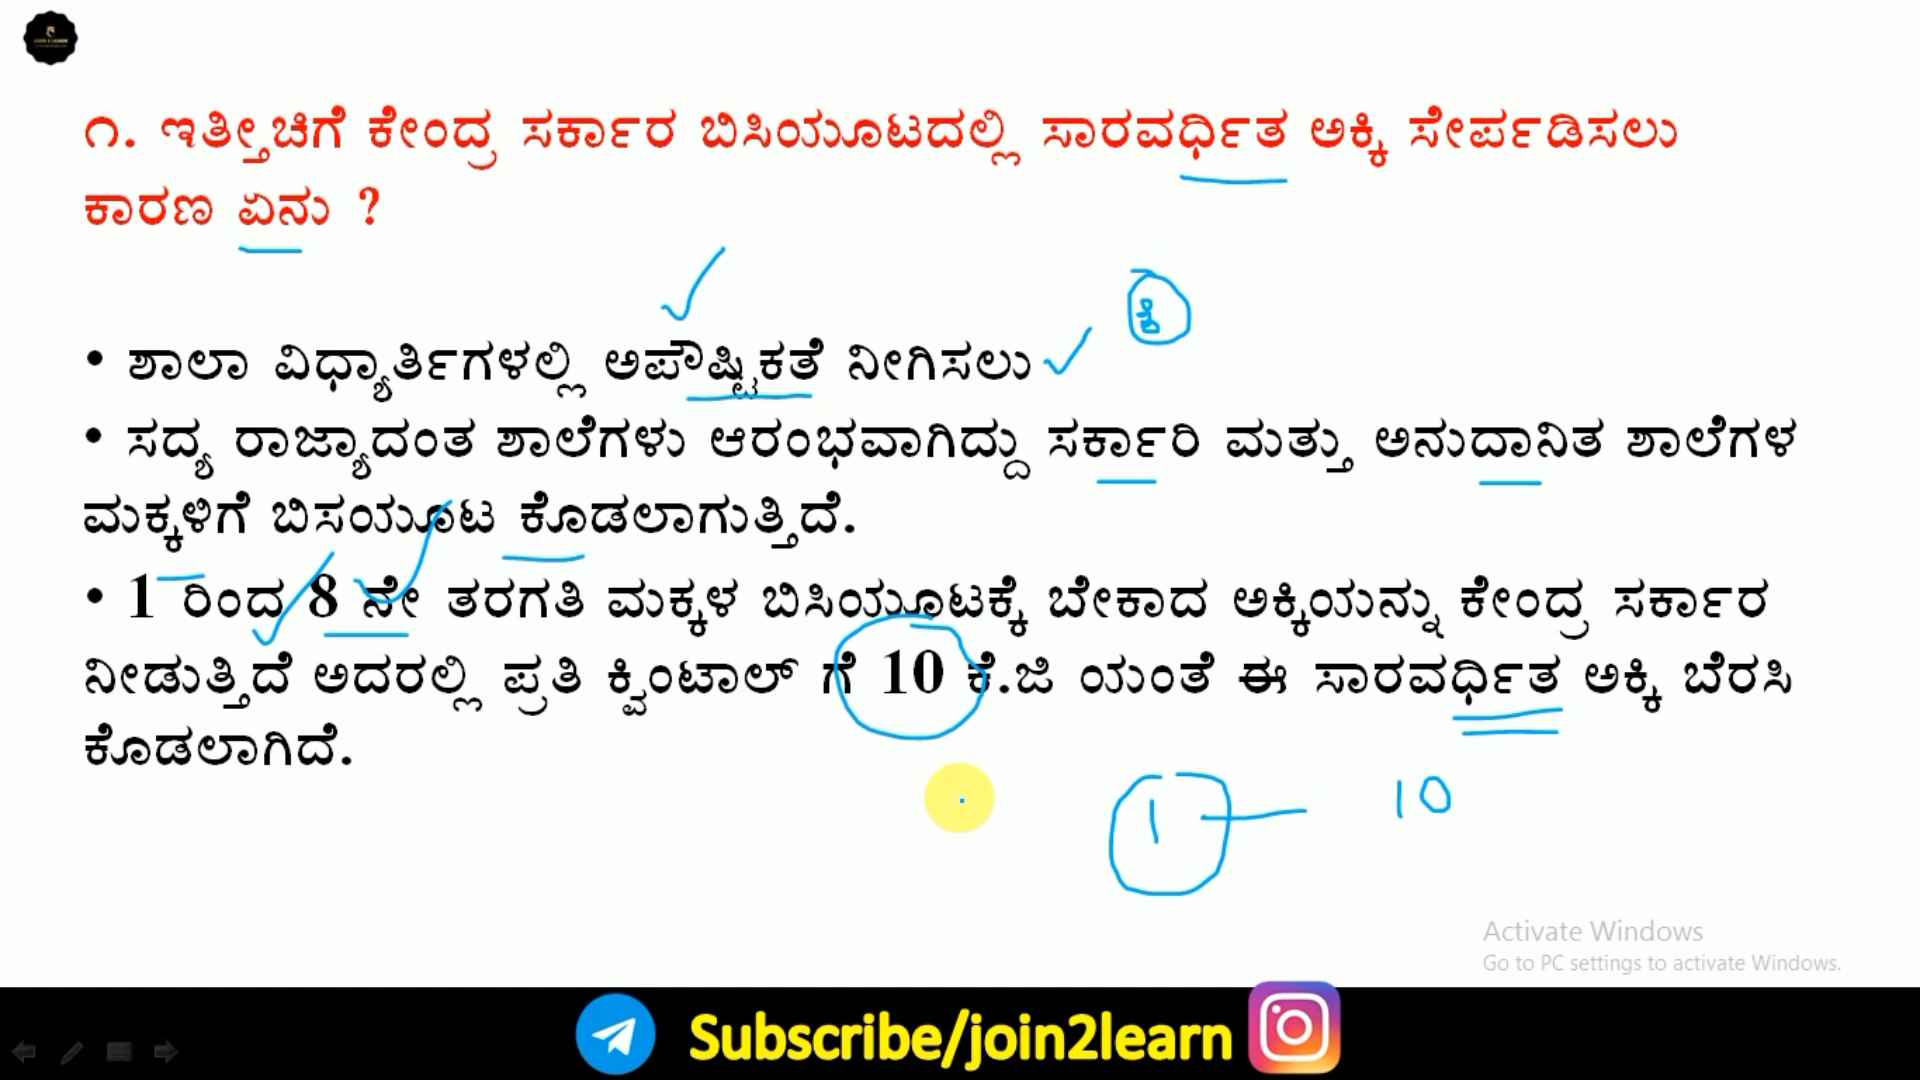 ೧. ಇತ್ತೀಚಿಗೆ ಕೇಂದ್ರ ಸರ್ಕಾರ ಬಿಸಿಯೂಟದಲ್ಲಿ ಸಾರವರ್ಧಿತ ಅಕ್ಕಿ ಸೇರ್ಪಡಿಸಲು
ಕಾರಣ ಏನು ?
• ಶಾಲಾ ವಿಧ್ಯಾರ್ತಿಗಳಲ್ಲಿ ಅಪೌಷ್ಟಿಕತೆ ನೀಗಿಸಲು
• ಸದ್ಯ ರಾಜ್ಯಾದಂತ ಶಾಲೆಗಳು ಆರಂಭವಾಗಿದ್ದು ಸರ್ಕಾರಿ ಮತ್ತು ಅನುದಾನಿತ ಶಾಲೆಗಳ
ಮಕ್ಕಳಿಗೆ ಬಿಸಯೂಟ ಕೊಡಲಾಗುತ್ತಿದೆ.
• 1 ರಿಂದ 8 ನೇ ತರಗತಿ ಮಕ್ಕಳ ಬಿಸಿಯೂಟಕ್ಕೆ ಬೇಕಾದ ಅಕ್ಕಿಯನ್ನು ಕೇಂದ್ರ ಸರ್ಕಾರ
ನೀಡುತ್ತಿದೆ ಅದರಲ್ಲಿ ಪ್ರತಿ ಕ್ವಿಂಟಾಲ್ ಗೆ 10 ಕೆ.ಜಿ ಯಂತೆ ಈ ಸಾರವರ್ಧಿತ ಅಕ್ಕಿ ಬೆರಸಿ
ಕೊಡಲಾಗಿದೆ.
1 10
Activate Windows
Go to PC settings to activate Windows.
Subscribe/join2learn